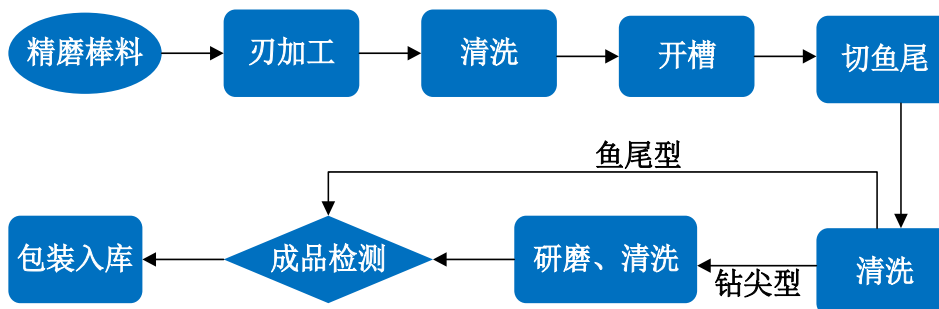 精磨棒料
刃加工
清洗
开槽
切鱼尾
鱼尾型
包装入库
成品检测
研磨、清洗
钻尖型
清洗